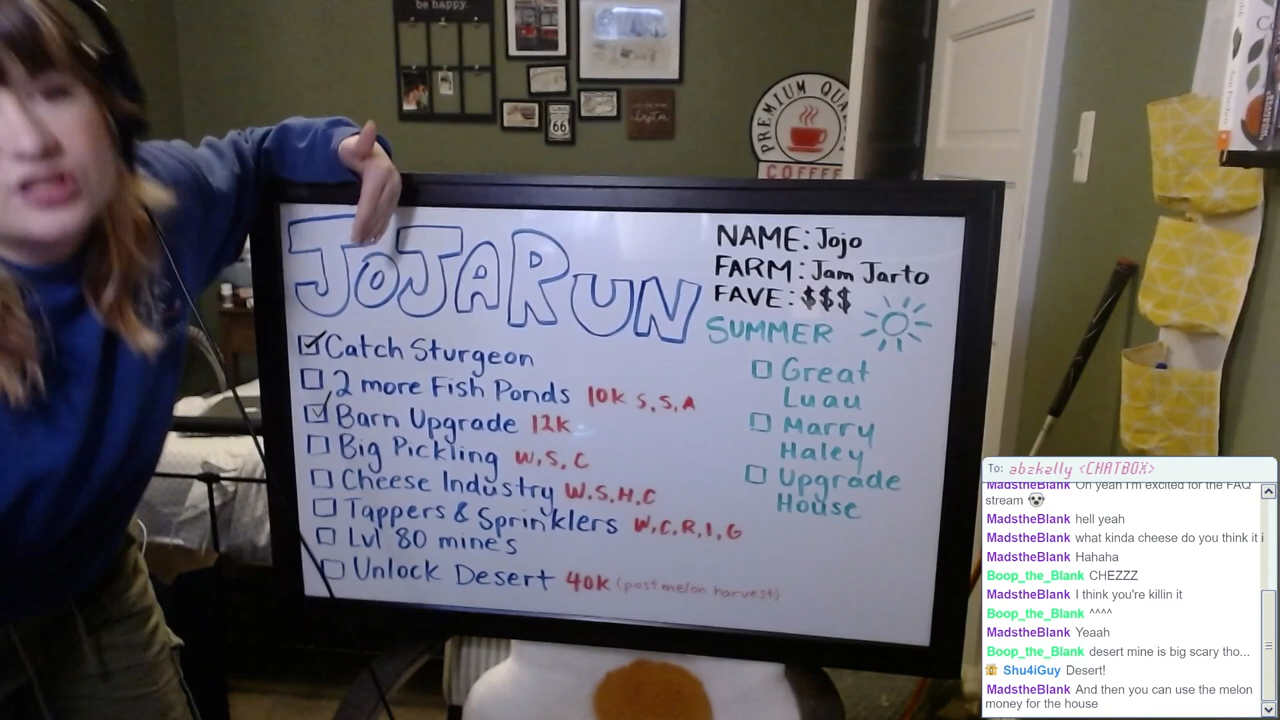 be happy.
66
PREMIUM QUA
COFFEE
JOJA RUN
NAME: Jojo
FARM: Jam Jarto
FAVE: $$$
SUMMER
☑ Catch Sturgeon
☐ 2 more Fish Ponds 10k S, S, A
☑ Barn Upgrade 12k
☐ Big Pickling W, S, C
☐ Cheese Industry W, S, H, C
☐ Tappers & Sprinklers W, C, R, I, G
☐ Lvl 80 mine's
☐ Unlock Desert 40k (post melon harvest)
☐ Great
Luau
☐ Marry
Haley
☐ Upgrade
House
To: abzkelly <CHATBOX>
MadstheBlank Oh yeah I'm excited for the FAQ
stream
MadstheBlank hell yeah
MadstheBlank what kinda cheese do you think it i
MadstheBlank Hahaha
Boop_the_Blank CHEZZZ
MadstheBlank I think you're killin it
Boop_the_Blank ^^^^
MadstheBlank Yeaah
Boop_the_Blank desert mine is big scary tho...
Shu4iGuy Desert!
MadstheBlank And then you can use the melon
money for the house